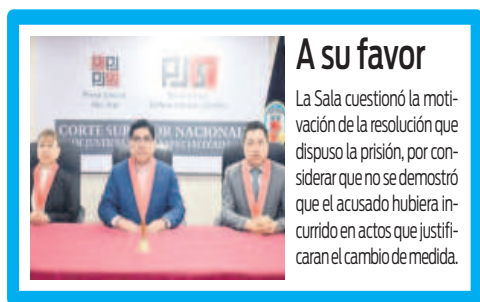 PJ
PJS
CORTE SUPERIOR NACIONAL
A su favor
La Sala cuestionó la moti-
vación de la resolución que
dispuso la prisión, por con-
siderar que no se demostró
que el acusado hubiera in-
currido en actos que justifi-
caran el cambio de medida.